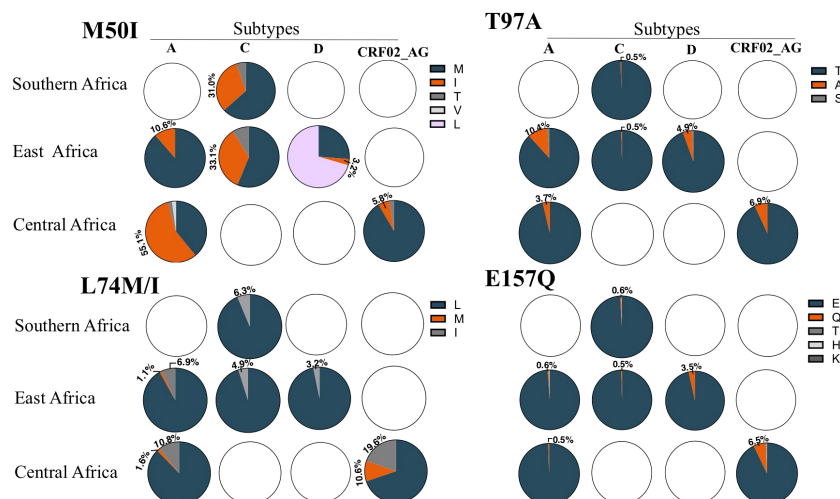 M50I
Subtypes
A C D CRF02_AG
Southern Africa
31.0%
M
I
T
V
L
East Africa
10.6%
33.1%
3.2%
Central Africa
55.1%
5.8%
T97A
Subtypes
A C D CRF02_AG
0.5%
T
A
S
10.4%
0.5%
4.9%
3.7%
6.9%
L74M/I
Southern Africa
6.3%
L
M
I
East Africa
1.1%
6.9%
4.9%
3.2%
Central Africa
1.6%
10.8%
10.6%
19.6%
E157Q
0.6%
E
Q
T
H
K
0.6%
0.5%
3.5%
0.5%
6.5%